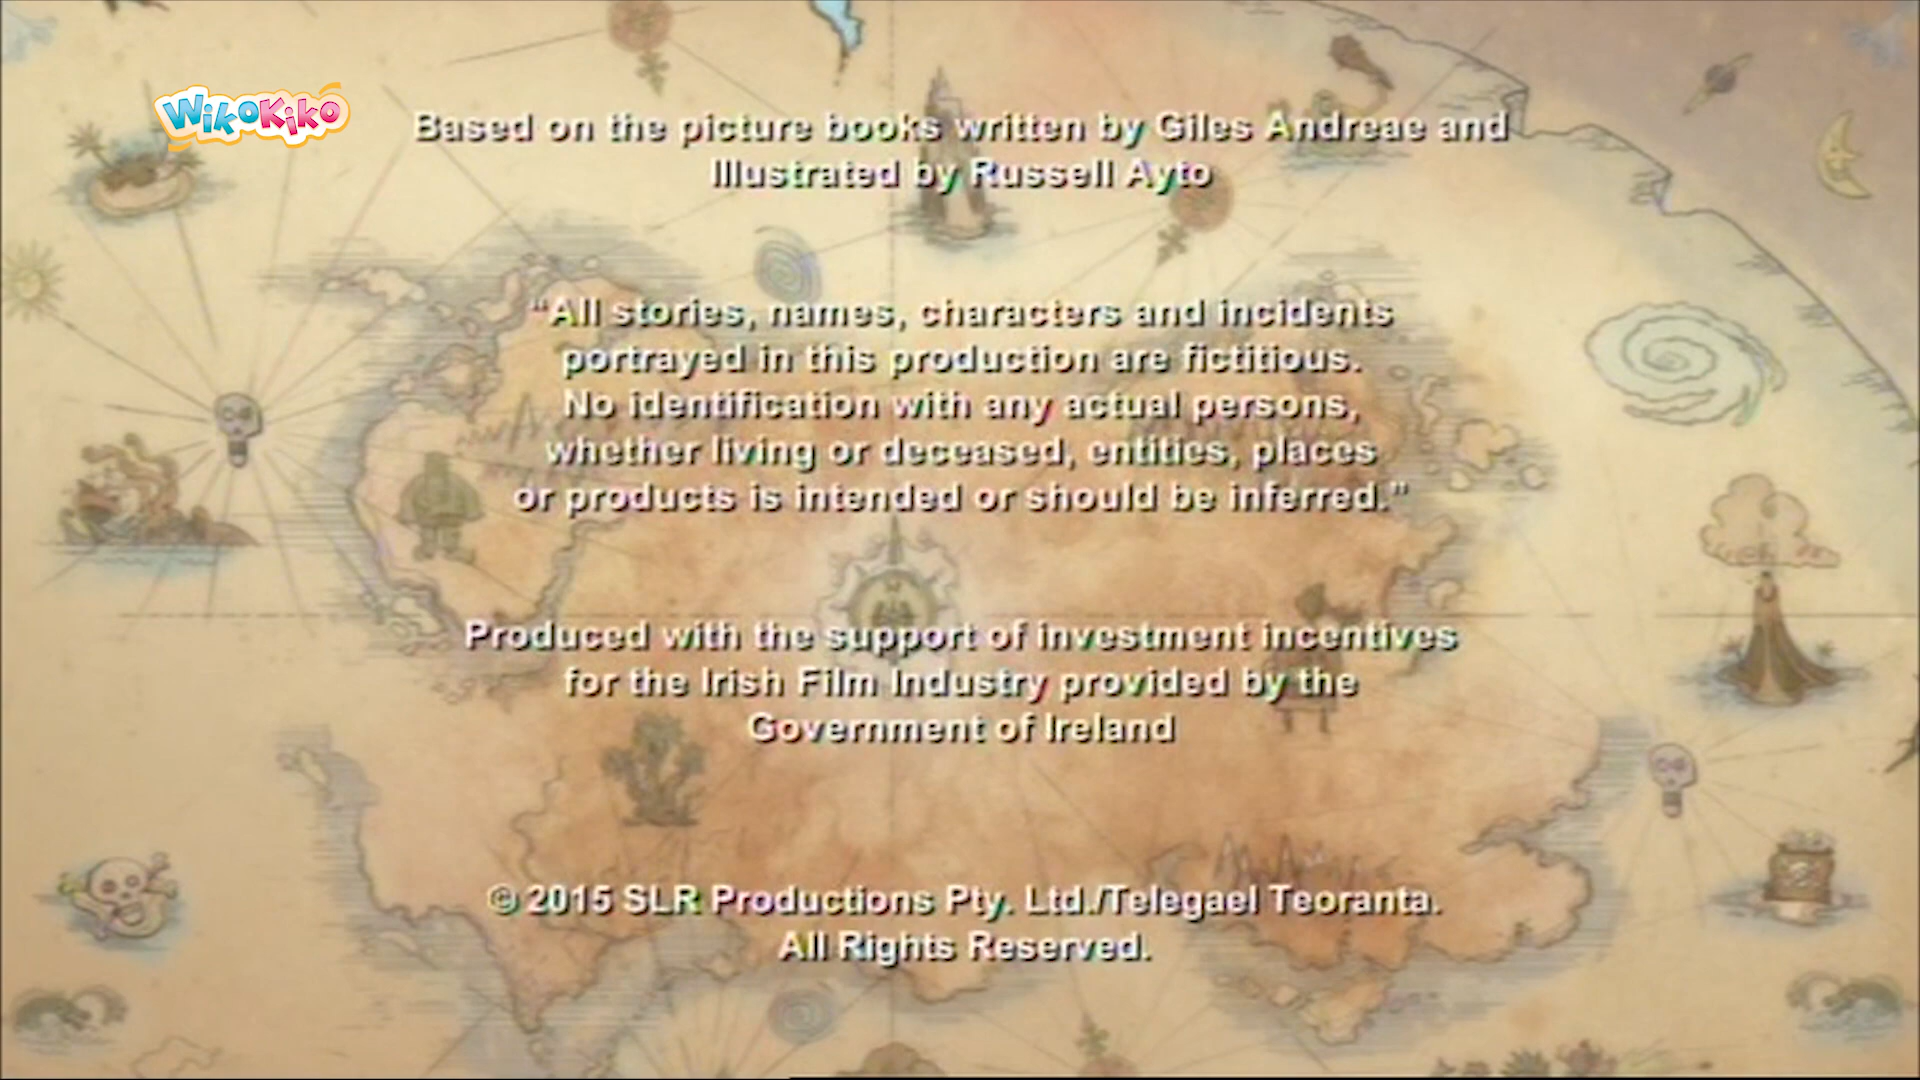 WikoKiko
Based on the picture books written by Giles Andreae and
Illustrated by Russell Ayto
“All stories, names, characters and incidents
portrayed in this production are fictitious.
No identification with any actual persons,
whether living or deceased, entities, places
or products is intended or should be inferred.”
Produced with the support of investment incentives
for the Irish Film Industry provided by the
Government of Ireland
© 2015 SLR Productions Pty. Ltd./Telegael Teoranta.
All Rights Reserved.